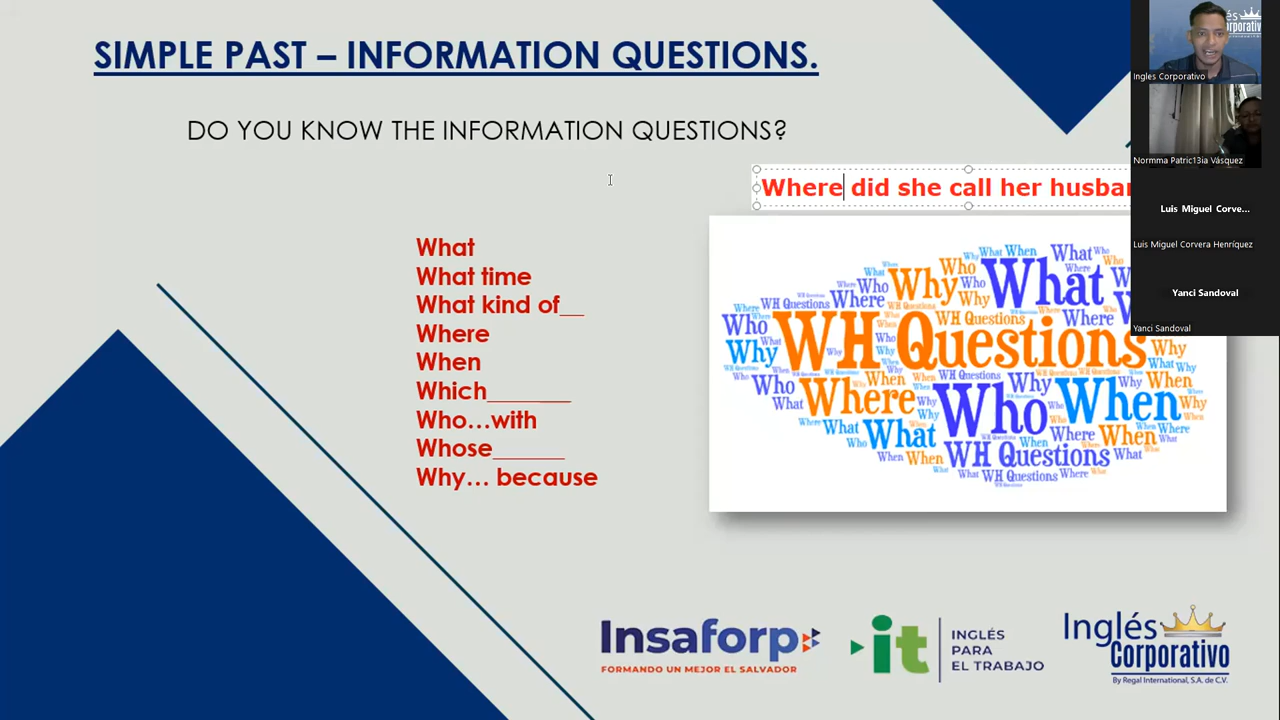 SIMPLE PAST – INFORMATION QUESTIONS.
DO YOU KNOW THE INFORMATION QUESTIONS?
Where did she call her husban
What
What time
What kind of__
Where
When
Which______
Who...with
Whose_____
Why... because
WH Questions
What
Why
Who
Where
When
Insaforp
FORMANDO UN MEJOR EL SALVADOR
it
INGLÉS
PARA
EL TRABAJO
Inglés
Corporativo
By Regal International, S.A. de C.V.
Ingles Corporativo
Normma Patric13ia Vásquez
Luis Miguel Corve...
Luis Miguel Corvera Henríquez
Yanci Sandoval
Yanci Sandoval